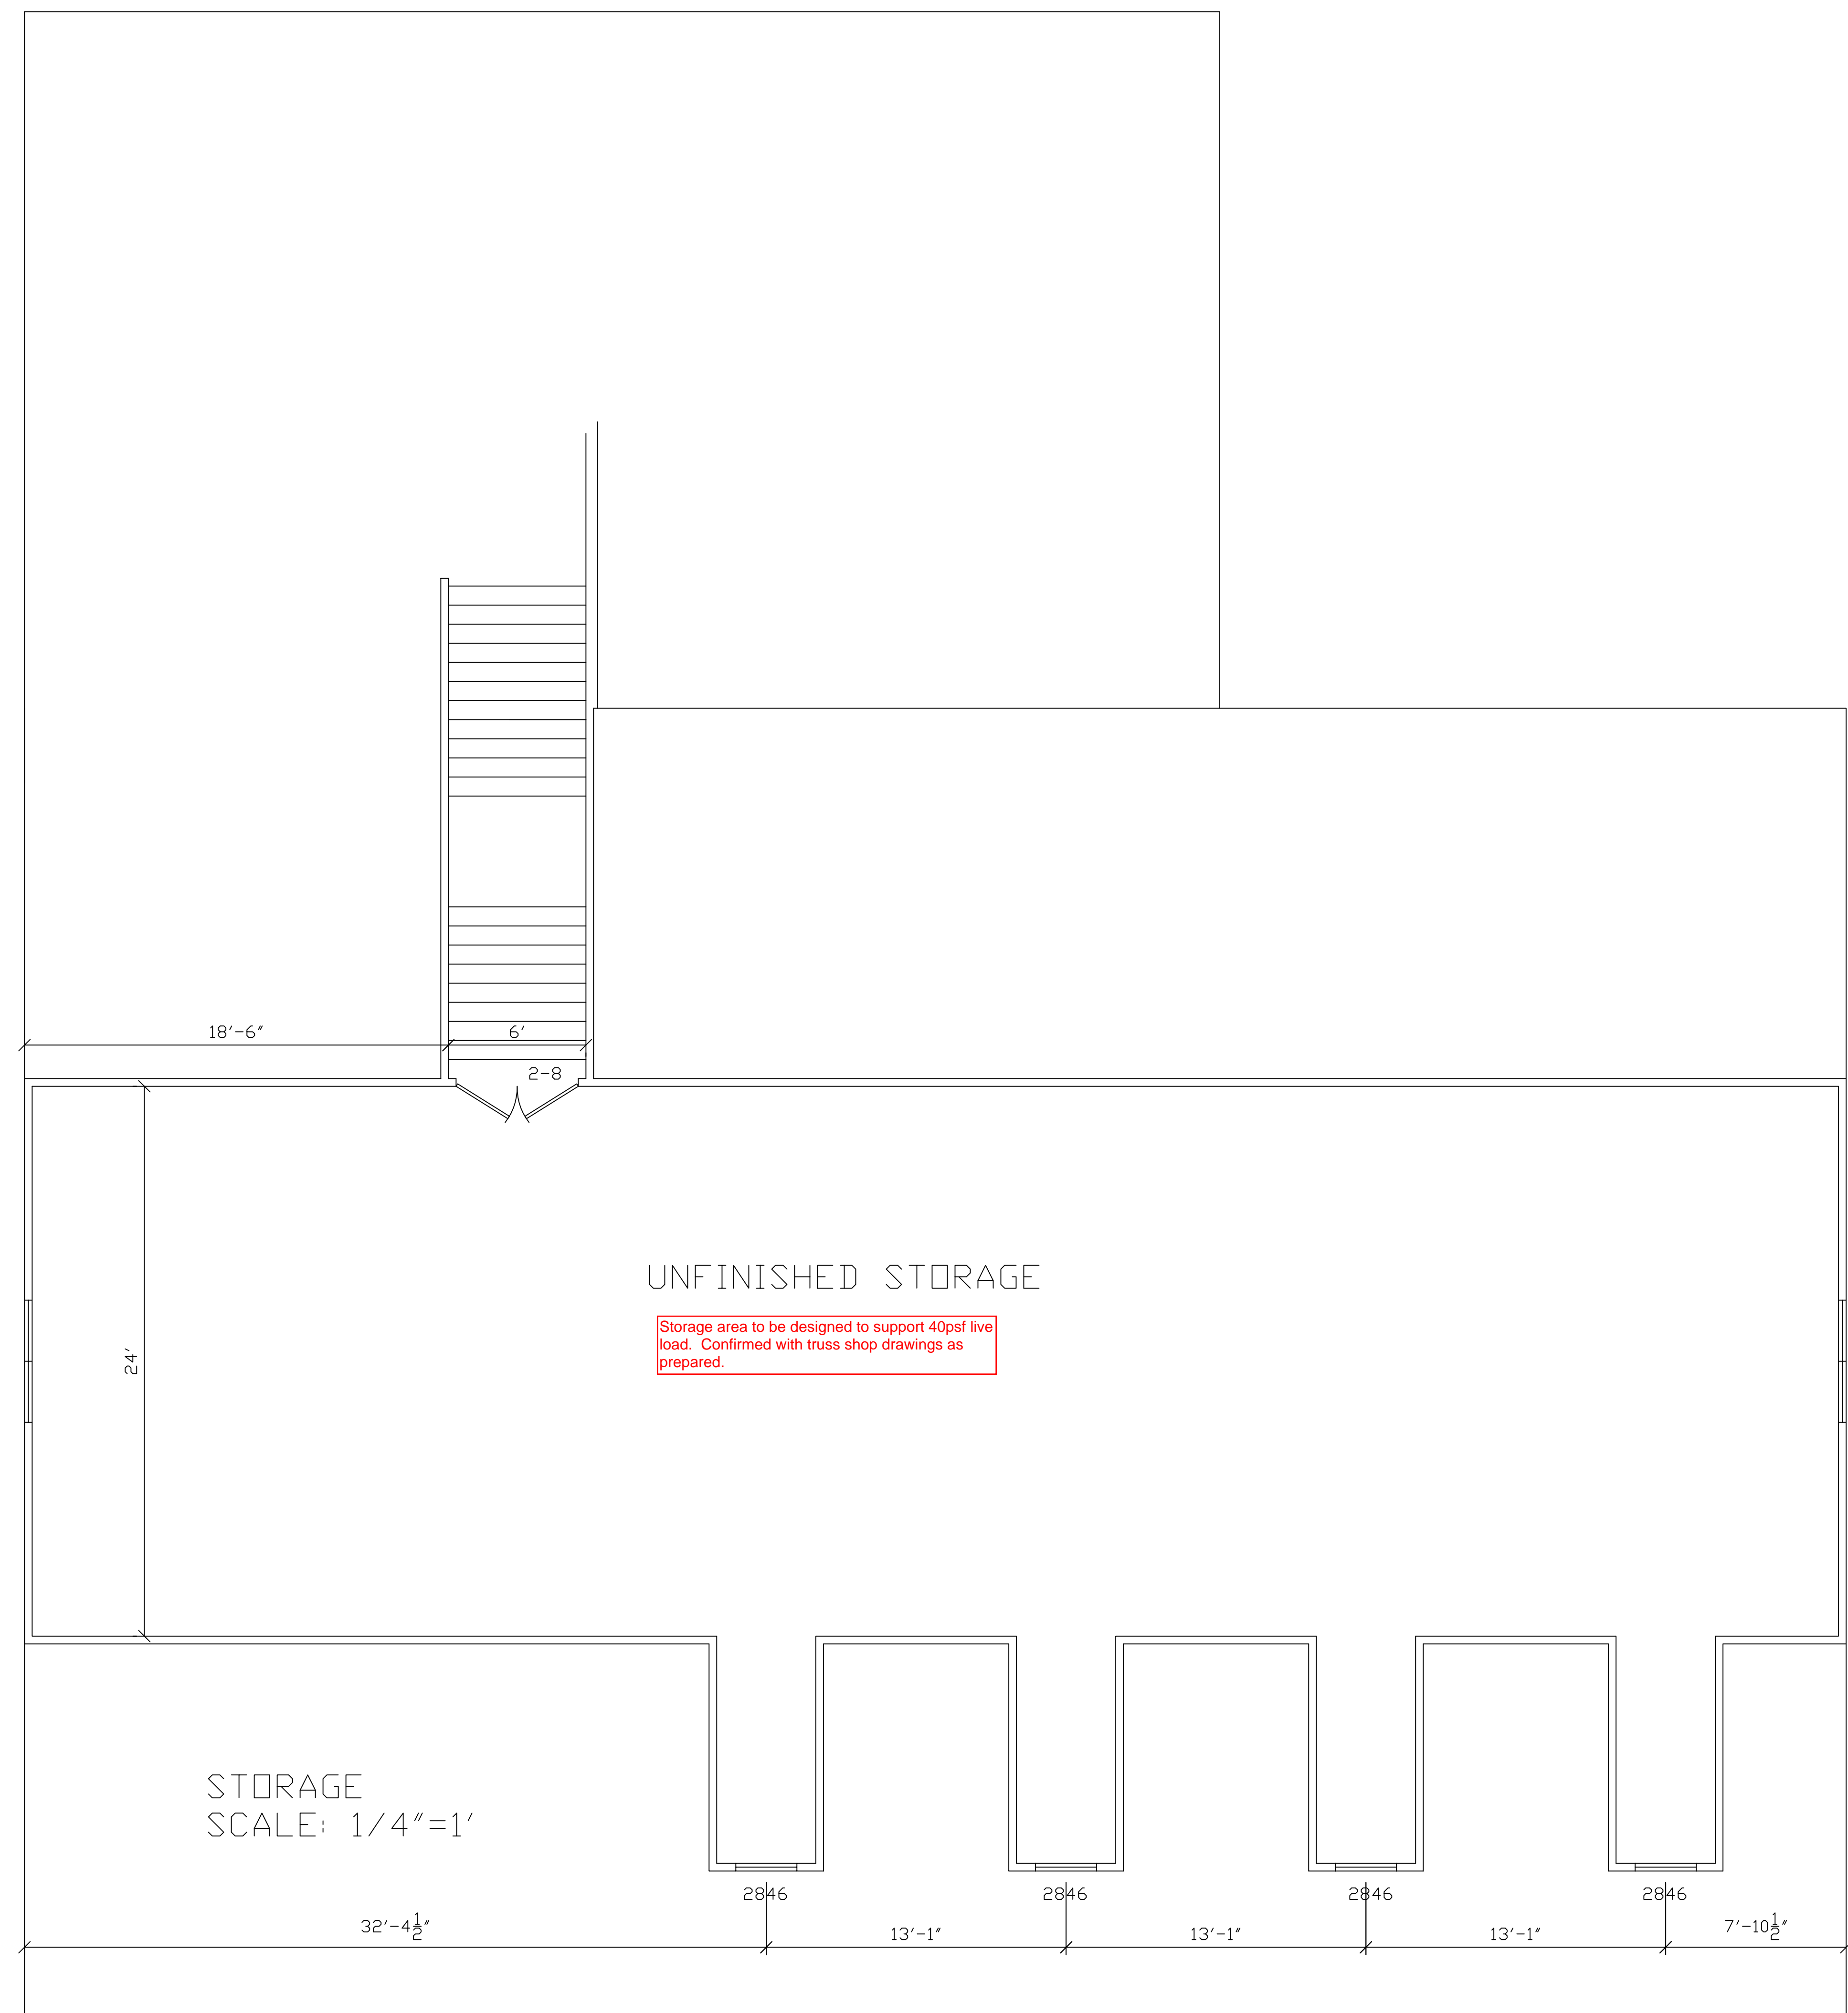 18'-6"
6'
2-8
24'
UNFINISHED STORAGE
Storage area to be designed to support 40psf live
load.  Confirmed with truss shop drawings as
prepared.
STORAGE
SCALE: 1/4"=1'
2846
2846
2846
2846
32'-4½"
13'-1"
13'-1"
13'-1"
7'-10½"